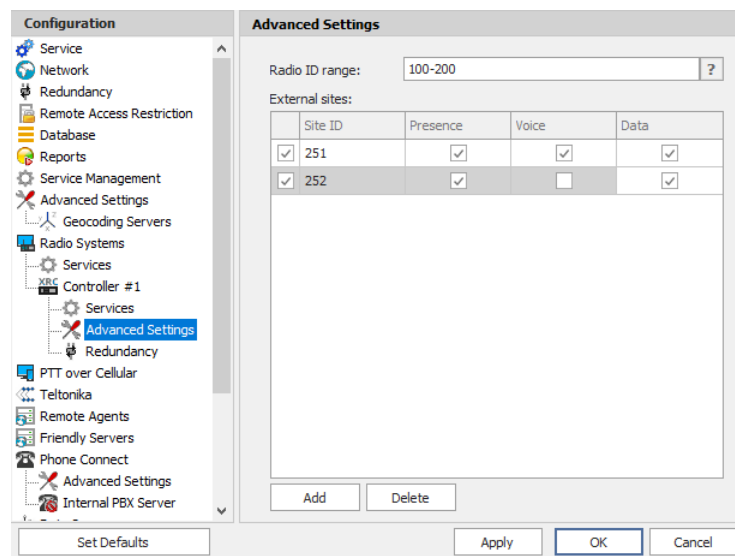 Configuration
Service
Network
Redundancy
Remote Access Restriction
Database
Reports
Service Management
Advanced Settings
Geocoding Servers
Radio Systems
Services
XRC Controller #1
Services
Advanced Settings
Redundancy
PTT over Cellular
Teltonika
Remote Agents
Friendly Servers
Phone Connect
Advanced Settings
Internal PBX Server
Set Defaults
Advanced Settings
Radio ID range: 100-200 ?
External sites:
Site ID Presence Voice Data
251
252
Add Delete
Apply OK Cancel